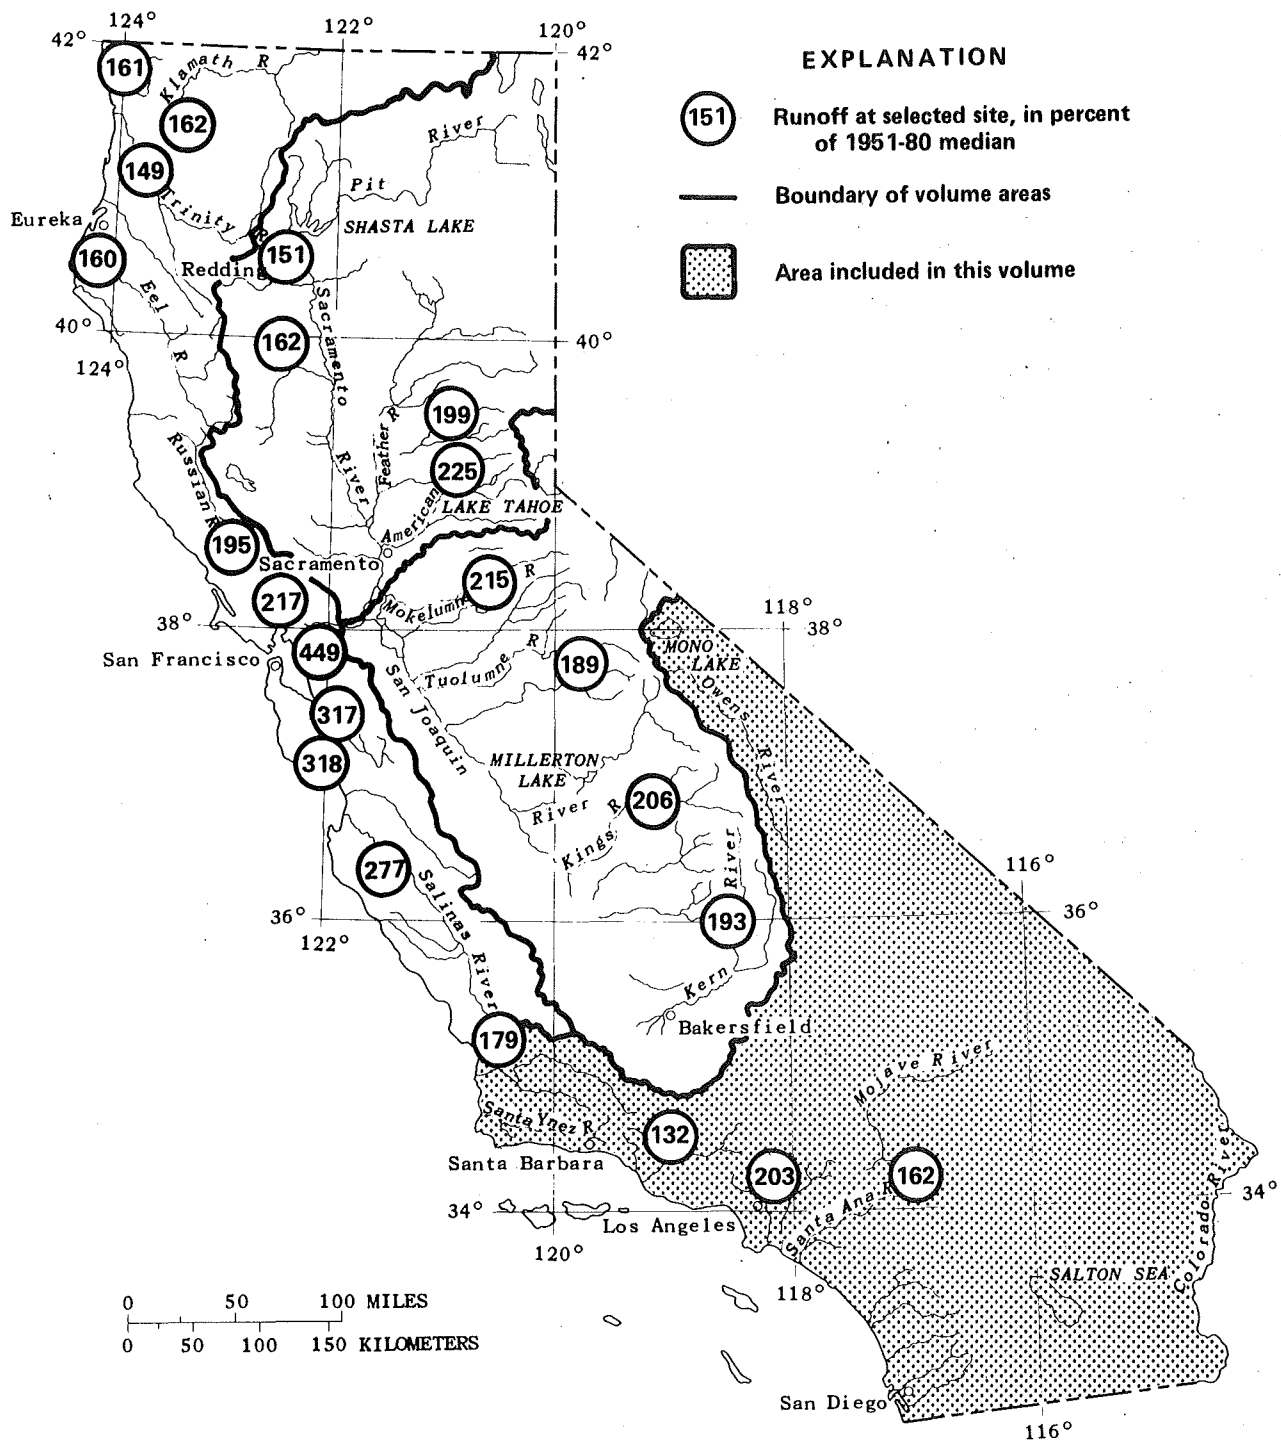 124°
122°
120°
42°
42°
EXPLANATION
151
Runoff at selected site, in percent
of 1951-80 median
Boundary of volume areas
Area included in this volume
161
Klamath R
162
149
Trinity R
River
Pit
SHASTA LAKE
Eureka
160
Redding
151
Eel
R
Sacramento
River
162
40°
40°
124°
199
Feather R
225
Russian R
American
LAKE TAHOE
195
Sacramento
217
215
R
Mokelumne
118°
38°
38°
449
San Francisco
189
R
Tuolumne
MONO
LAKE
Owens
River
San Joaquin
317
318
MILLERTON
LAKE
206
River
Kings R
River
277
Salinas River
116°
36°
36°
122°
193
Kern
Bakersfield
179
Mojave River
Santa Ynez R
132
Santa Barbara
203
162
Santa Ana R
34°
34°
Los Angeles
120°
Colorado River
SALTON SEA
118°
0 50 100 MILES
0 50 100 150 KILOMETERS
San Diego
116°